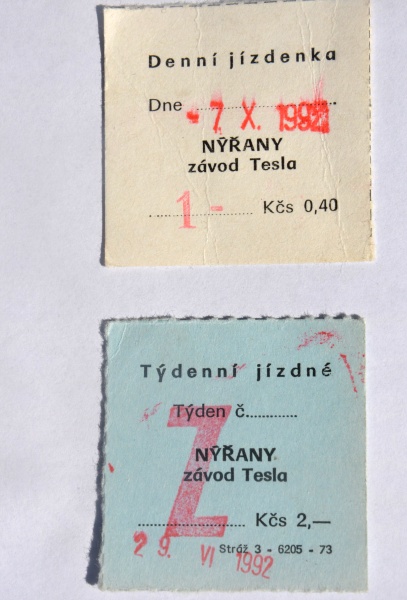 Denní jízdenka
Dne - 7. X. 1992
NÝŘANY
závod Tesla
1 - Kčs 0,40
Týdenní jízdné
Týden č.
Z
NÝŘANY
závod Tesla
Kčs 2,—
Stráž 3 - 6205 - 73
29. VI 1992